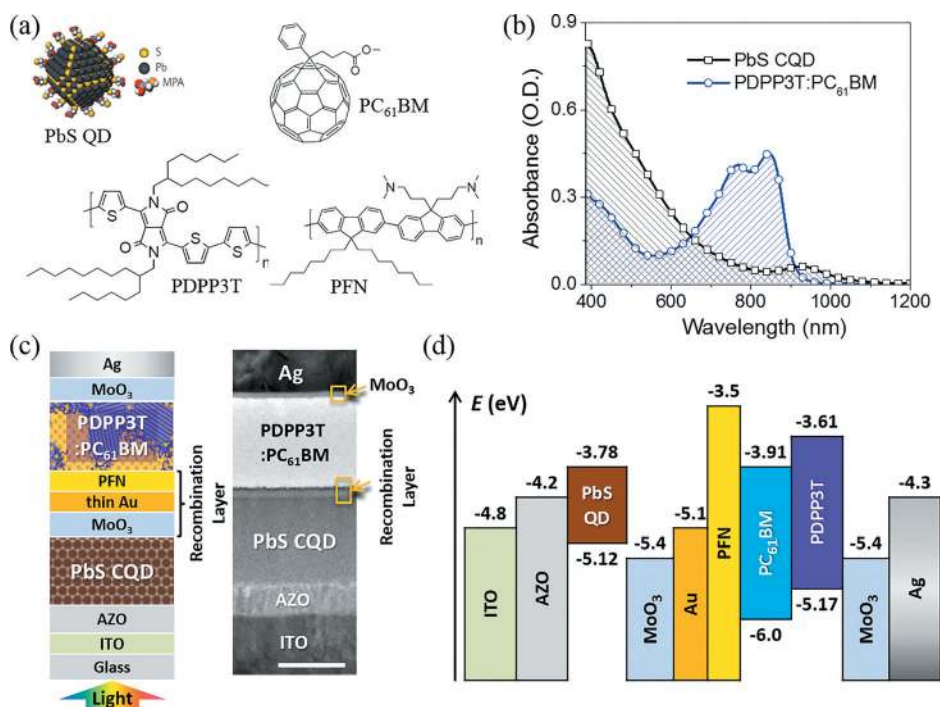 (a)
S
Pb
MPA
PbS QD
O
O
PC61BM
N
O
S
S
S
O
N
n
PDPP3T
N
N
n
PFN
(b)
Absorbance (O.D.)
0.9
0.6
0.3
0.0
PbS CQD
PDPP3T:PC61BM
400
600
800
1000
1200
Wavelength (nm)
(c)
Ag
MoO3
PDPP3T
:PC61BM
PFN
thin Au
MoO3
PbS CQD
AZO
ITO
Glass
Light
Recombination
Layer
Ag
MoO3
PDPP3T
:PC61BM
PbS CQD
AZO
ITO
Recombination
Layer
(d)
E (eV)
-4.8
ITO
-4.2
AZO
-3.78
PbS
QD
-5.12
-5.4
MoO3
-5.1
Au
-3.5
PFN
-3.91
PC61BM
-6.0
-3.61
PDPP3T
-5.17
-5.4
MoO3
-4.3
Ag